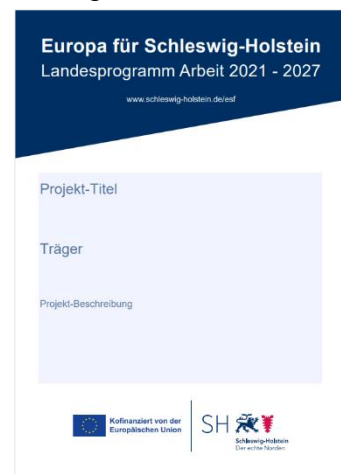 Europa für Schleswig-Holstein
Landesprogramm Arbeit 2021 - 2027
www.schleswig-holstein.de/esf
Projekt-Titel
Träger
Projekt-Beschreibung
Kofinanziert von der
Europäischen Union
SH
Schleswig-Holstein
Der echte Norden